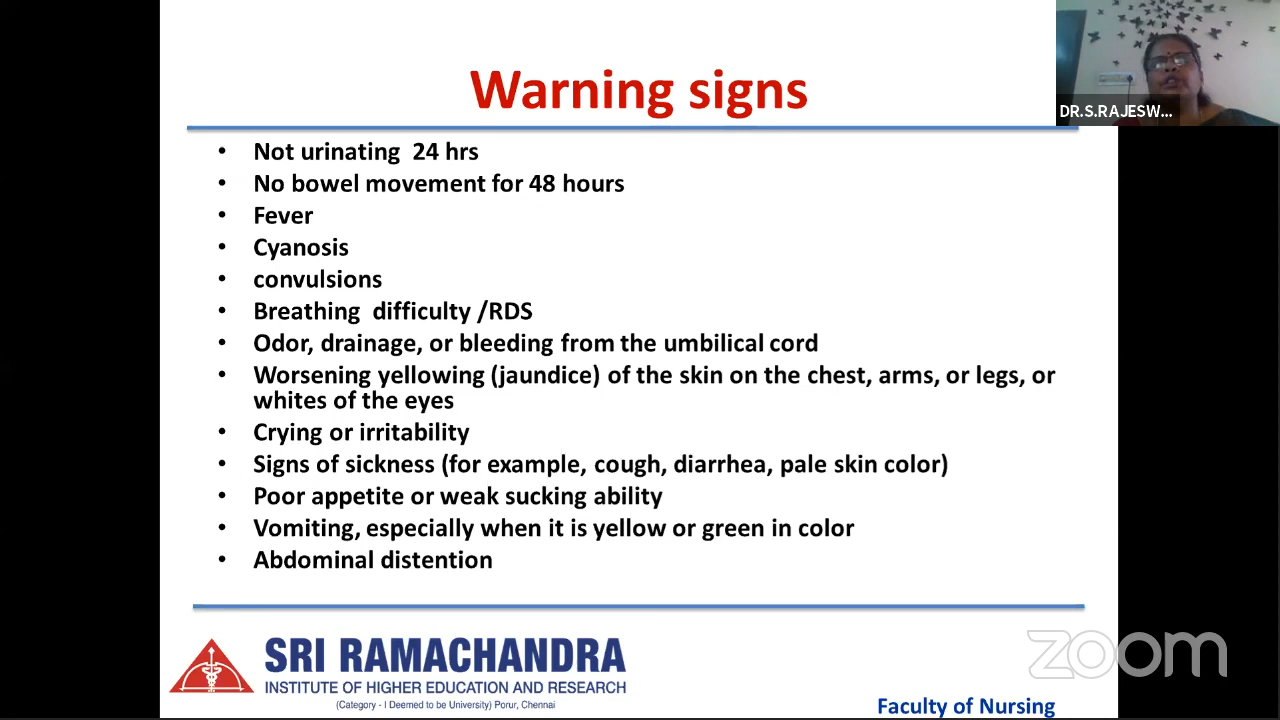 Warning signs
DR.S.RAJESW...
• Not urinating 24 hrs
• No bowel movement for 48 hours
• Fever
• Cyanosis
• convulsions
• Breathing difficulty /RDS
• Odor, drainage, or bleeding from the umbilical cord
• Worsening yellowing (jaundice) of the skin on the chest, arms, or legs, or
whites of the eyes
• Crying or irritability
• Signs of sickness (for example, cough, diarrhea, pale skin color)
• Poor appetite or weak sucking ability
• Vomiting, especially when it is yellow or green in color
• Abdominal distention
SRI RAMACHANDRA
INSTITUTE OF HIGHER EDUCATION AND RESEARCH
(Category - I Deemed to be University) Porur, Chennai
zoom
Faculty of Nursing